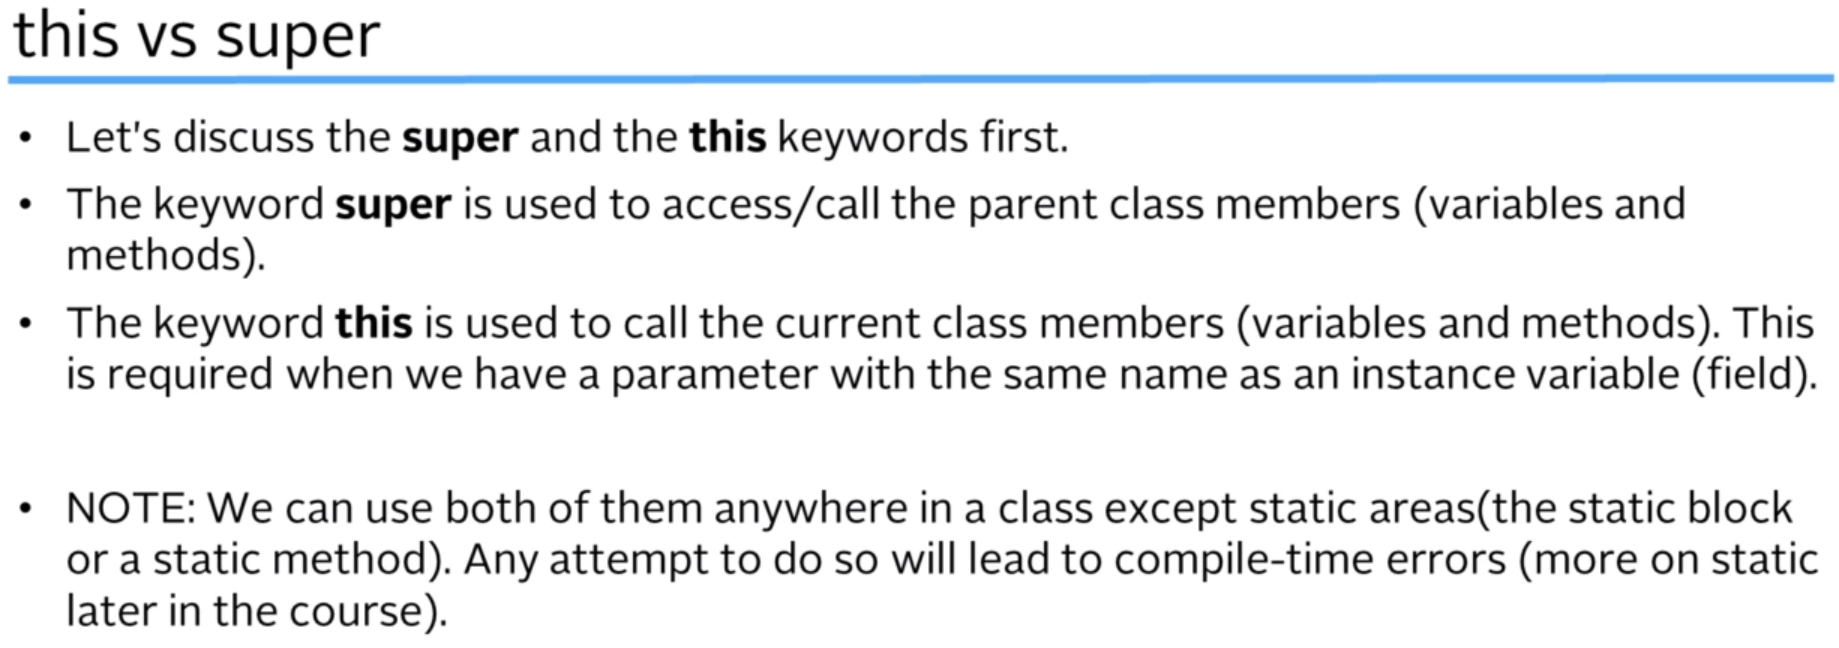 this vs super
• Let's discuss the super and the this keywords first.
• The keyword super is used to access/call the parent class members (variables and
methods).
• The keyword this is used to call the current class members (variables and methods). This
is required when we have a parameter with the same name as an instance variable (field).
• NOTE: We can use both of them anywhere in a class except static areas(the static block
or a static method). Any attempt to do so will lead to compile-time errors (more on static
later in the course).